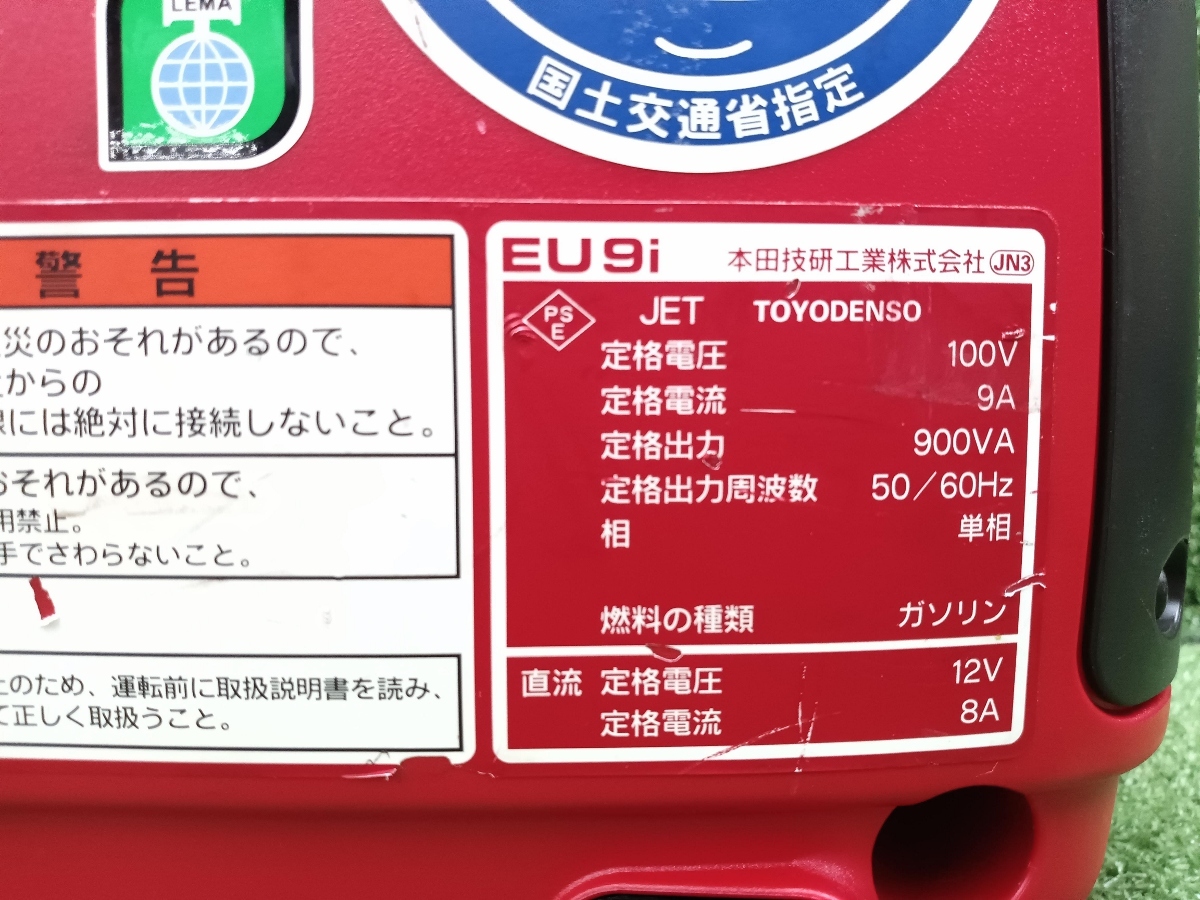 LEMA
国土交通省指定
警告
災のおそれがあるので、
からの
には絶対に接続しないこと。
おそれがあるので、
用禁止。
手でさわらないこと。
のため、運転前に取扱説明書を読み、
て正しく取扱うこと。
EU9i 本田技研工業株式会社 JN3
PS
E
JET TOYODENSO
定格電圧 100V
定格電流 9A
定格出力 900VA
定格出力周波数 50/60Hz
相 単相
燃料の種類 ガソリン
直流 定格電圧 12V
定格電流 8A